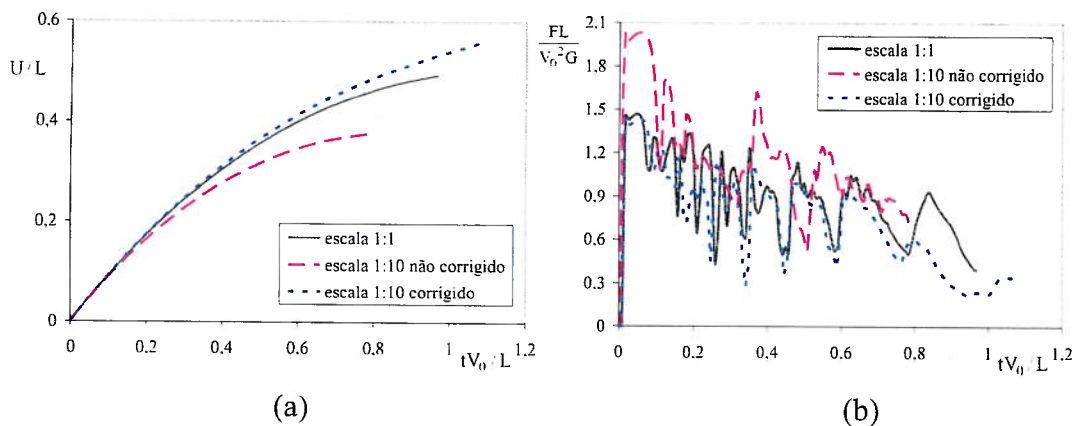 U/L
0,6
0,4
0,2
0
0 0.2 0.4 0.6 0.8 1 1.2
tV₀/L
escala 1:1
escala 1:10 não corrigido
escala 1:10 corrigido
(a)
FL
V₀²G
2.1
1.8
1.5
1.2
0.9
0.6
0.3
0
0 0.2 0.4 0.6 0.8 1 1.2
tV₀/L
escala 1:1
escala 1:10 não corrigido
escala 1:10 corrigido
(b)